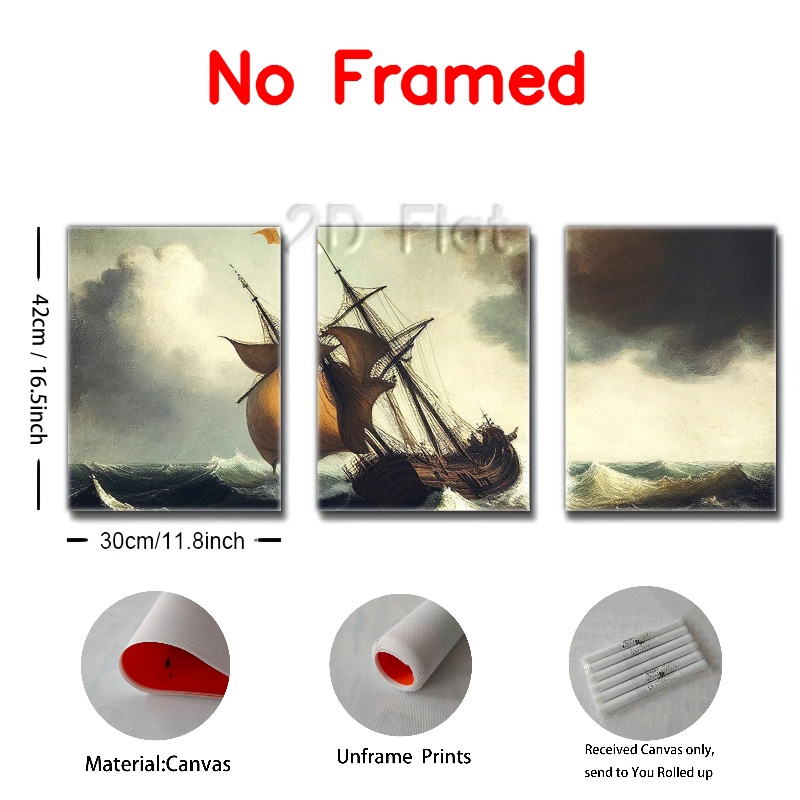 No Framed
2D Flat
42cm / 16.5inch
30cm/11.8inch
Material:Canvas
Unframe Prints
Received Canvas only,
send to You Rolled up